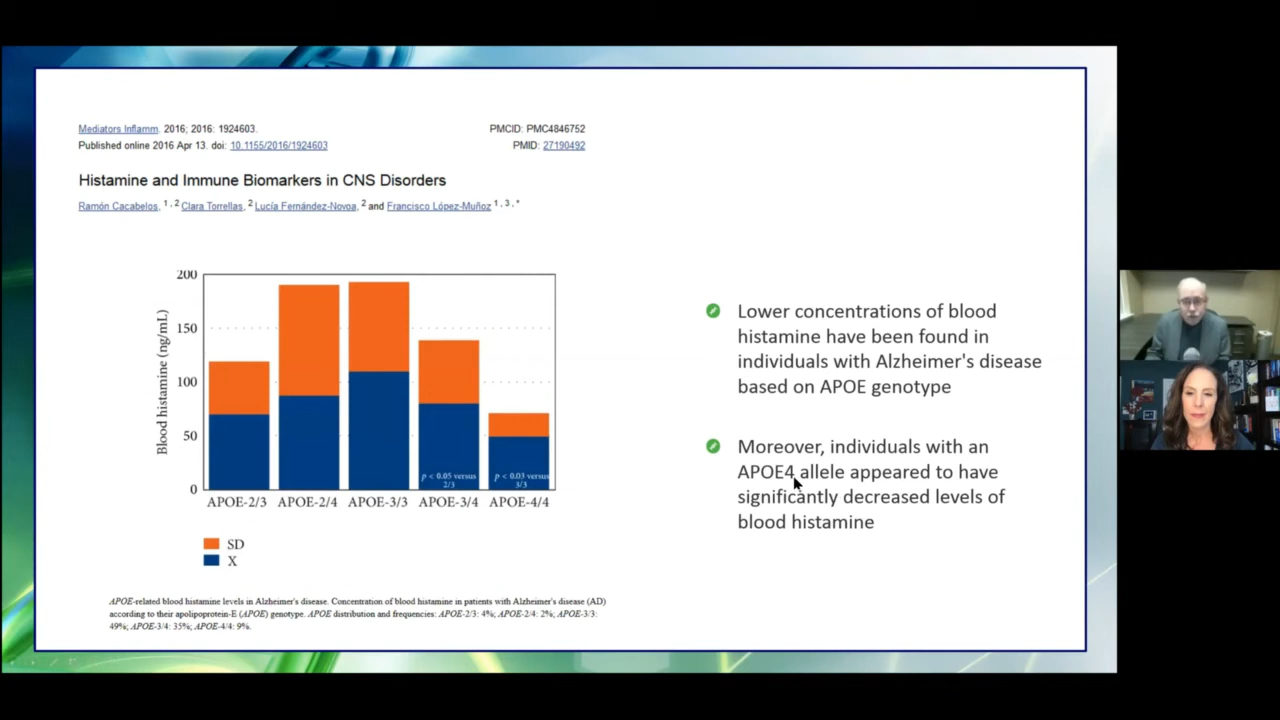 Mediators Inflamm. 2016; 2016: 1924603.
PMCID: PMC4846752
Published online 2016 Apr 13. doi: 10.1155/2016/1924603
PMID: 27190492
Histamine and Immune Biomarkers in CNS Disorders
Ramón Cacabelos, 1 , 2 Clara Torrellas, 2 Lucía Fernández-Novoa, 2 and Francisco López-Muñoz 1 , 3 , *
200
150
100
50
0
Blood histamine (ng/mL)
p < 0.05 versus
2/3
p < 0.03 versus
3/3
APOE-2/3 APOE-2/4 APOE-3/3 APOE-3/4 APOE-4/4
SD
X
APOE-related blood histamine levels in Alzheimer's disease. Concentration of blood histamine in patients with Alzheimer's disease (AD)
according to their apolipoprotein-E (APOE) genotype. APOE distribution and frequencies: APOE-2/3: 4%; APOE-2/4: 2%; APOE-3/3:
49%; APOE-3/4: 35%; APOE-4/4: 9%.
Lower concentrations of blood
histamine have been found in
individuals with Alzheimer's disease
based on APOE genotype
Moreover, individuals with an
APOE4 allele appeared to have
significantly decreased levels of
blood histamine